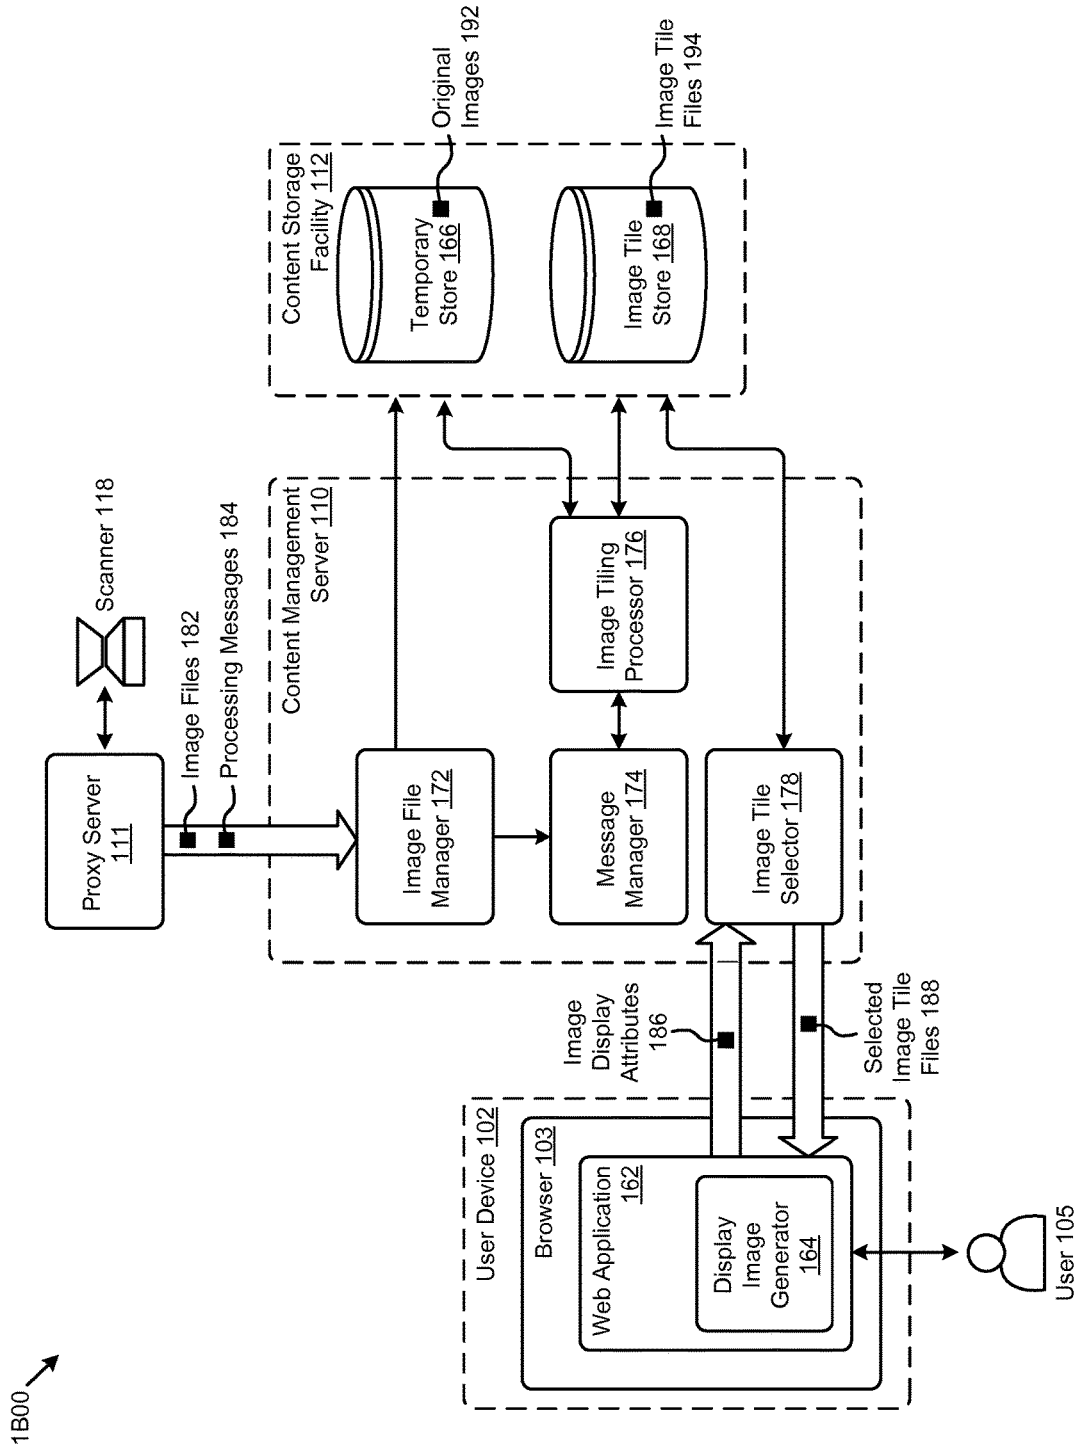 1B00
Proxy Server
111
Scanner 118
Image Files 182
Processing Messages 184
Content Management
Server 110
Image File
Manager 172
Message
Manager 174
Image Tiling
Processor 176
Image Tile
Selector 178
Content Storage
Facility 112
Temporary
Store 166
Original
Images 192
Image Tile
Store 168
Image Tile
Files 194
User Device 102
Browser 103
Web Application
162
Display
Image
Generator
164
Image
Display
Attributes
186
Selected
Image Tile
Files 188
User 105